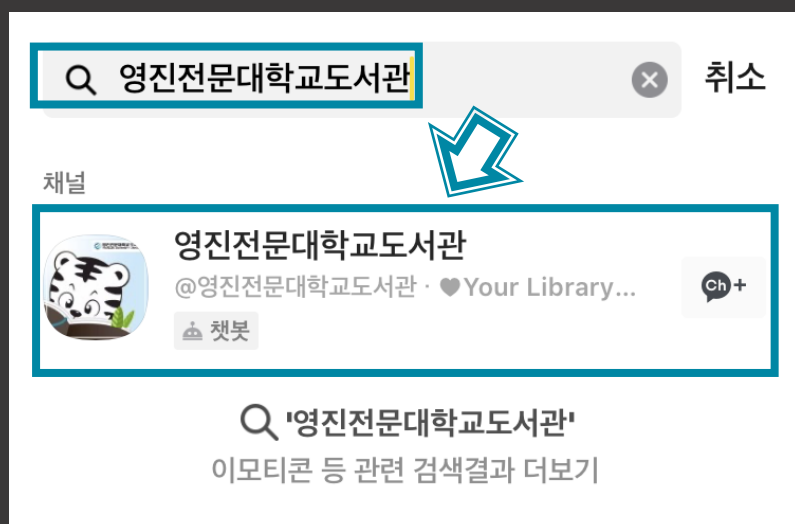 영진전문대학교도서관
취소
채널
영진전문대학교도서관
@영진전문대학교도서관 · ♥Your Library...
Ch+
챗봇
'영진전문대학교도서관'
이모티콘 등 관련 검색결과 더보기